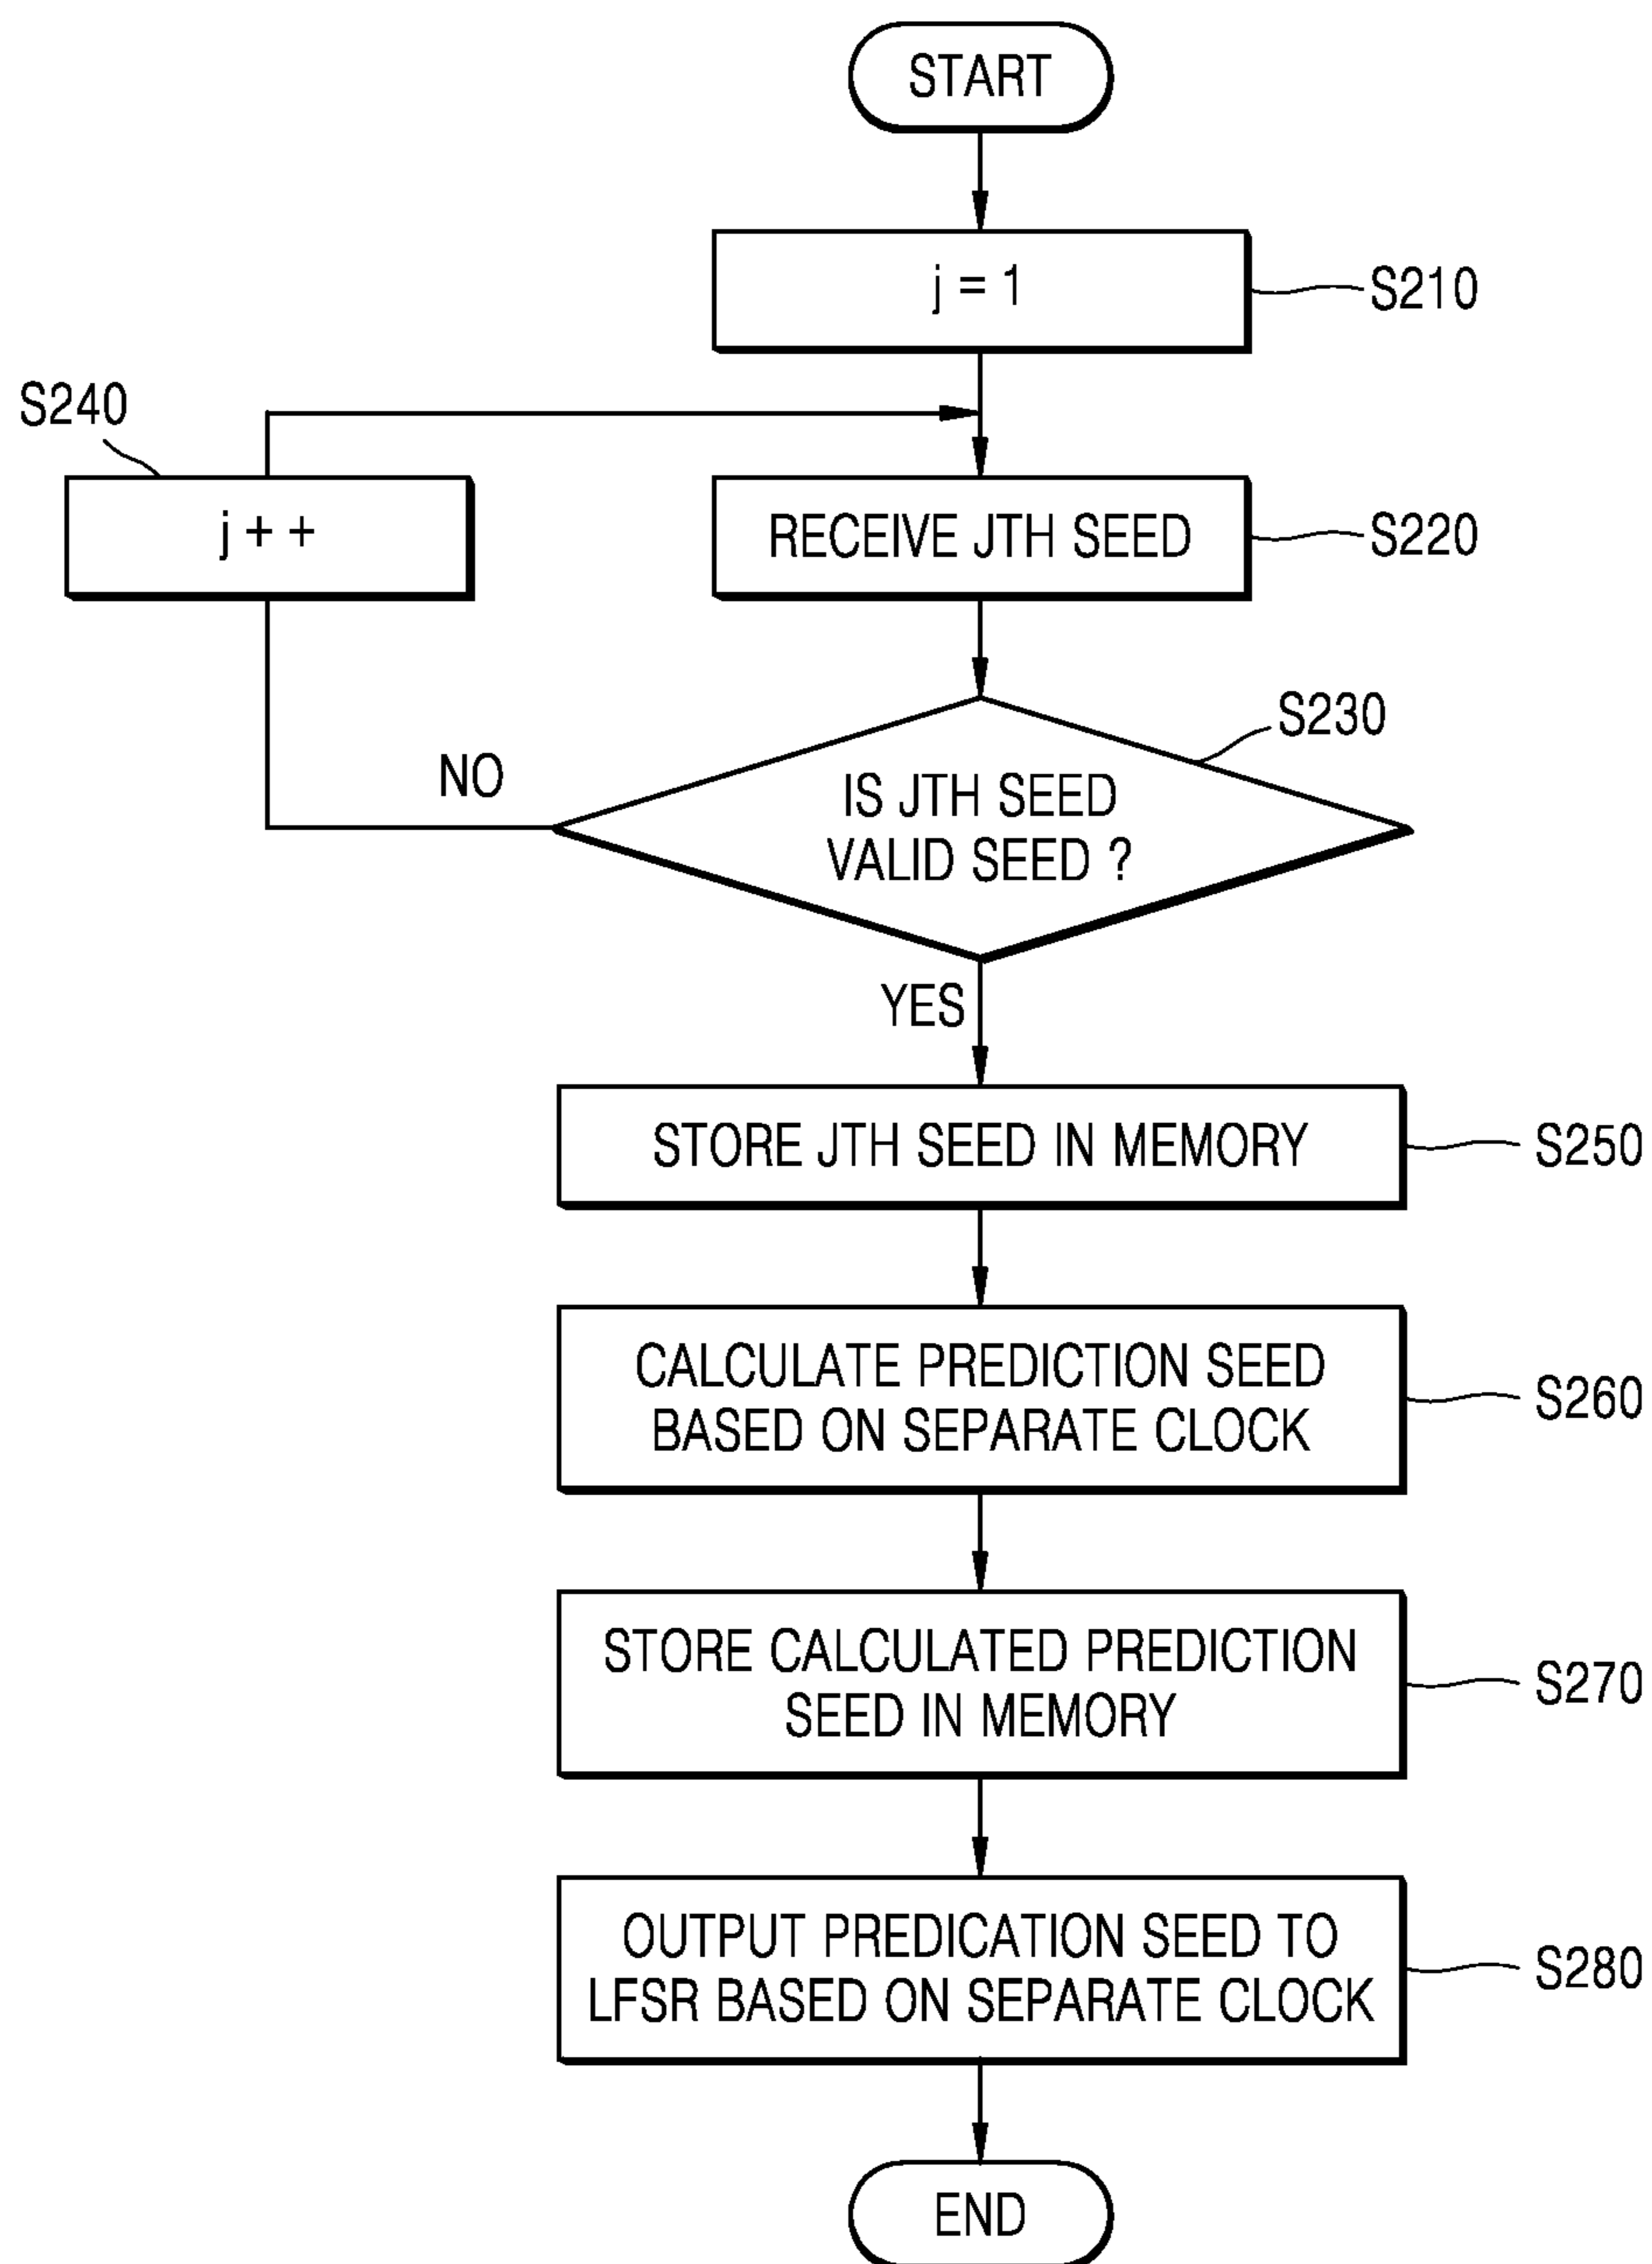 START
j = 1
S210
S240
j + +
RECEIVE JTH SEED
S220
S230
NO
IS JTH SEED
VALID SEED ?
YES
STORE JTH SEED IN MEMORY
S250
CALCULATE PREDICTION SEED
BASED ON SEPARATE CLOCK
S260
STORE CALCULATED PREDICTION
SEED IN MEMORY
S270
OUTPUT PREDICATION SEED TO
LFSR BASED ON SEPARATE CLOCK
S280
END